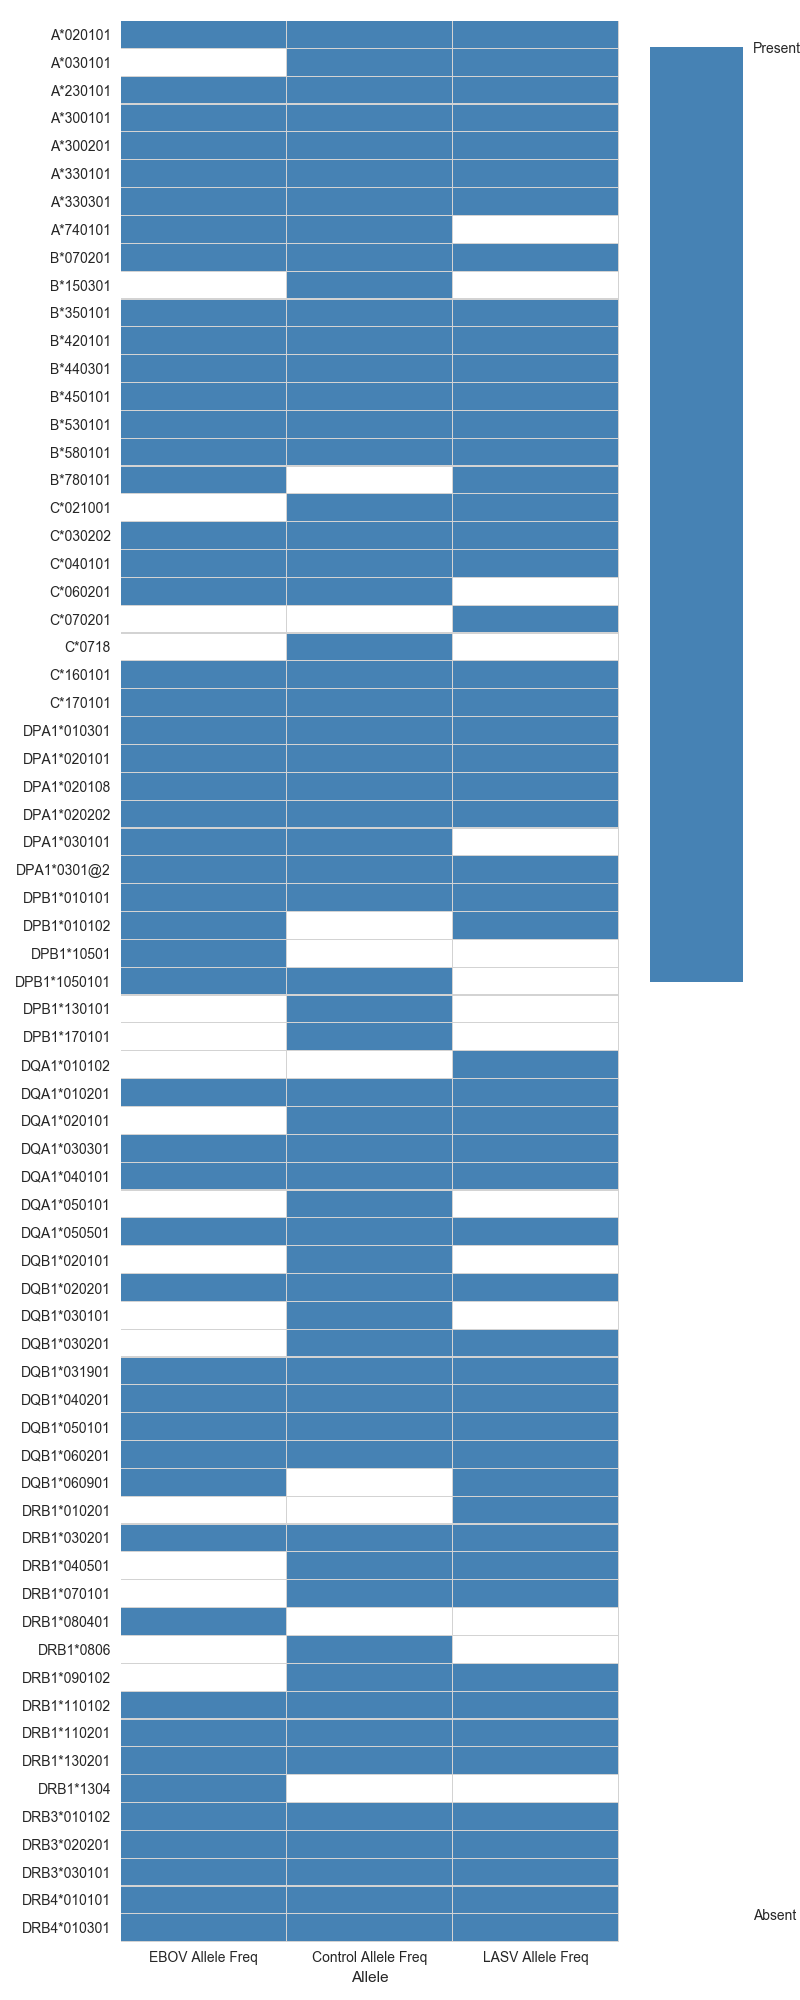 A*020101
A*030101
A*230101
A*300101
A*300201
A*330101
A*330301
A*740101
B*070201
B*150301
B*350101
B*420101
B*440301
B*450101
B*530101
B*580101
B*780101
C*021001
C*030202
C*040101
C*060201
C*070201
C*0718
C*160101
C*170101
DPA1*010301
DPA1*020101
DPA1*020108
DPA1*020202
DPA1*030101
DPA1*0301@2
DPB1*010101
DPB1*010102
DPB1*10501
DPB1*1050101
DPB1*130101
DPB1*170101
DQA1*010102
DQA1*010201
DQA1*020101
DQA1*030301
DQA1*040101
DQA1*050101
DQA1*050501
DQB1*020101
DQB1*020201
DQB1*030101
DQB1*030201
DQB1*031901
DQB1*040201
DQB1*050101
DQB1*060201
DQB1*060901
DRB1*010201
DRB1*030201
DRB1*040501
DRB1*070101
DRB1*080401
DRB1*0806
DRB1*090102
DRB1*110102
DRB1*110201
DRB1*130201
DRB1*1304
DRB3*010102
DRB3*020201
DRB3*030101
DRB4*010101
DRB4*010301
EBOV Allele Freq Control Allele Freq LASV Allele Freq
Allele
Present
Absent